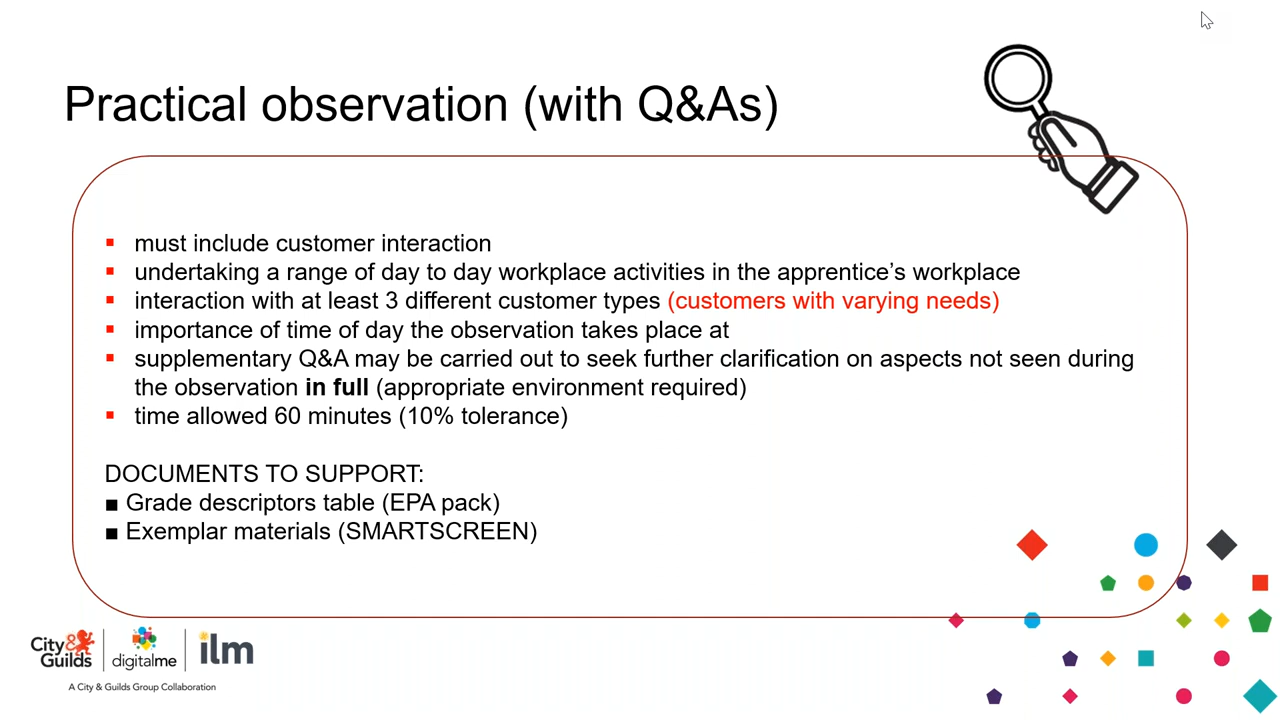 Practical observation (with Q&As)
▪ must include customer interaction
▪ undertaking a range of day to day workplace activities in the apprentice’s workplace
▪ interaction with at least 3 different customer types (customers with varying needs)
▪ importance of time of day the observation takes place at
▪ supplementary Q&A may be carried out to seek further clarification on aspects not seen during
the observation in full (appropriate environment required)
▪ time allowed 60 minutes (10% tolerance)
DOCUMENTS TO SUPPORT:
■ Grade descriptors table (EPA pack)
■ Exemplar materials (SMARTSCREEN)
City&
Guilds
digitalme
ilm
A City & Guilds Group Collaboration